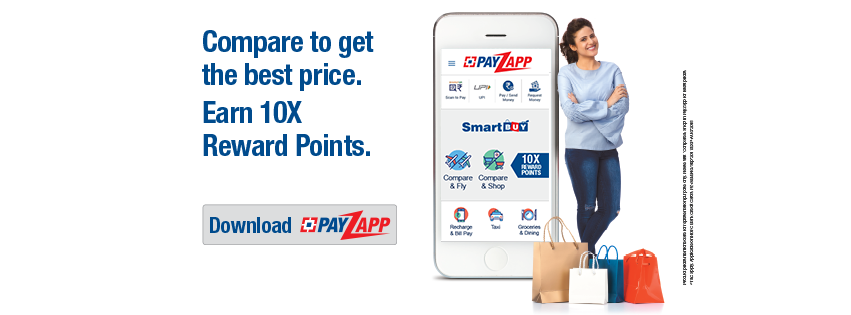 Compare to get
the best price.
Earn 10X
Reward Points.
Download PAYZAPP
PAYZAPP
Scan to Pay
UPI
UPI
Pay / Send
Money
Request
Money
SmartBUY
Compare
& Fly
Compare
& Shop
10X
REWARD
POINTS
Recharge
& Bill Pay
Taxi
Groceries
& Dining